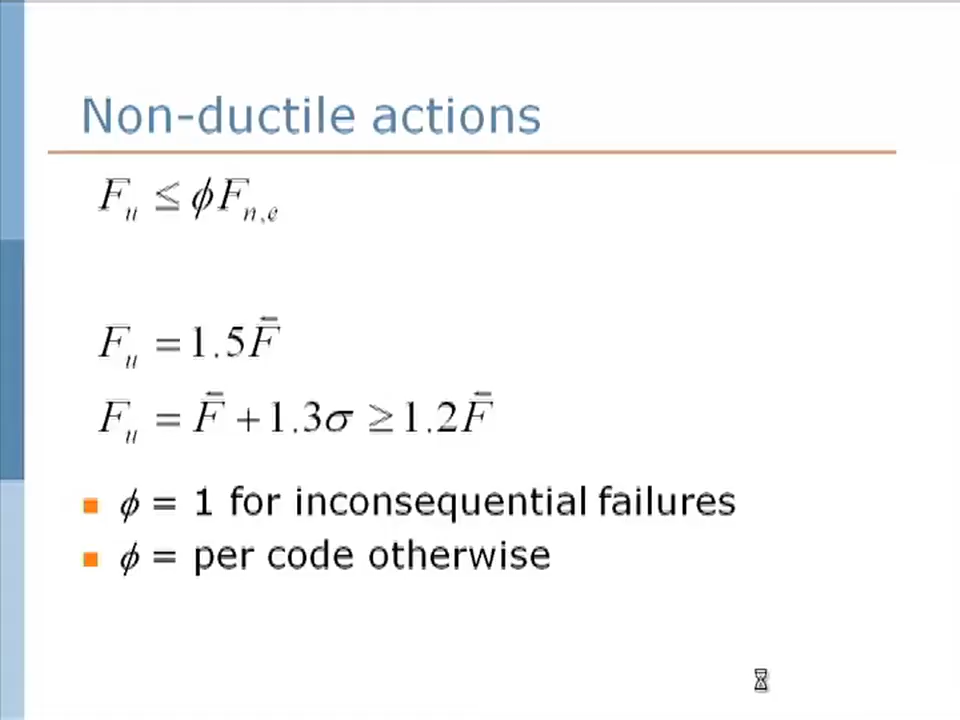 Non-ductile actions
F_u ≤ ϕF_{n,e}
F_u = 1.5F̄
F_u = F̄ + 1.3σ ≥ 1.2F̄
ϕ = 1 for inconsequential failures
ϕ = per code otherwise